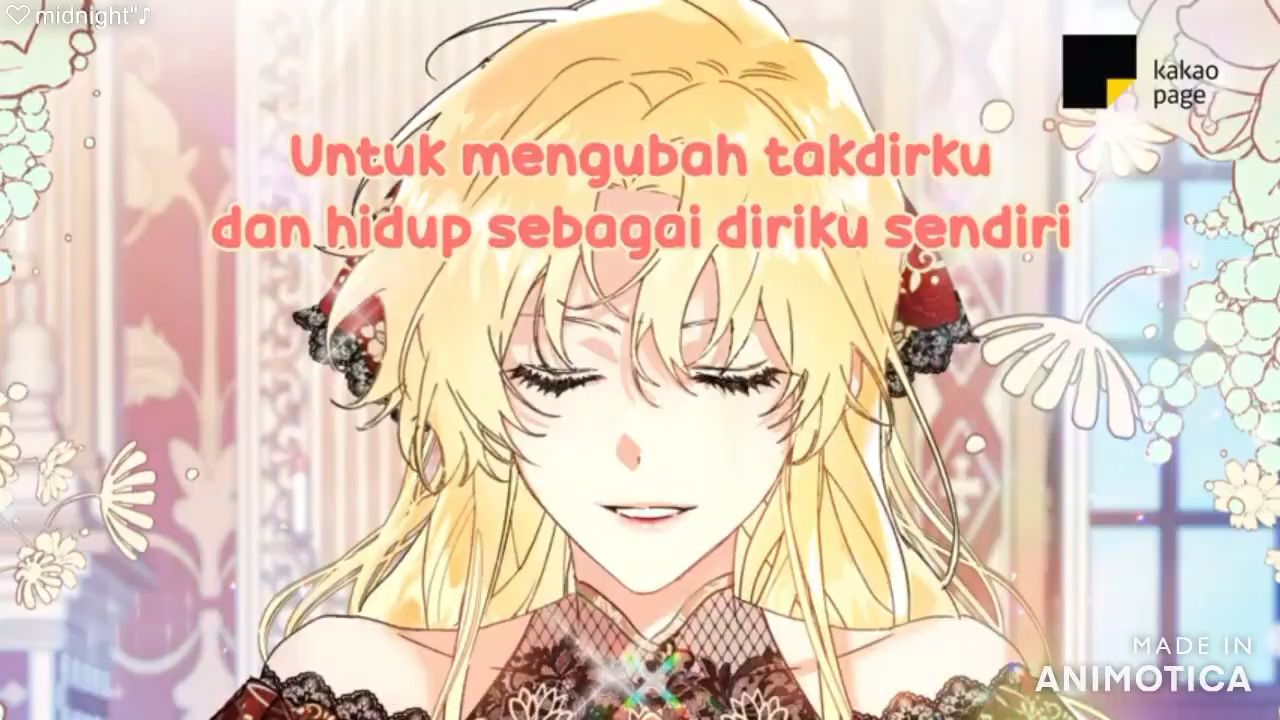 ♡ midnight"♪
kakao
page
Untuk mengubah takdirku
dan hidup sebagai diriku sendiri
MADE IN
ANIMOTICA